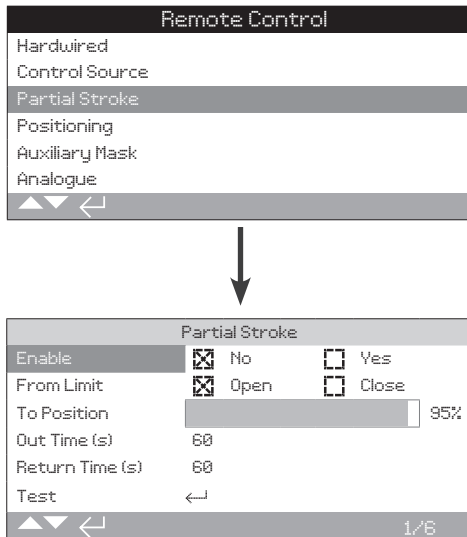 Remote Control
Hardwired
Control Source
Partial Stroke
Positioning
Auxiliary Mask
Analogue
Partial Stroke
Enable No Yes
From Limit Open Close
To Position 95%
Out Time (s) 60
Return Time (s) 60
Test
1/6